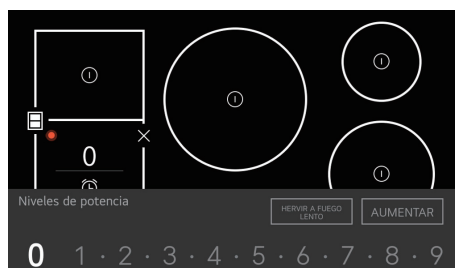 0
Niveles de potencia
HERVIR A FUEGO
LENTO
AUMENTAR
0 1 · 2 · 3 · 4 · 5 · 6 · 7 · 8 · 9